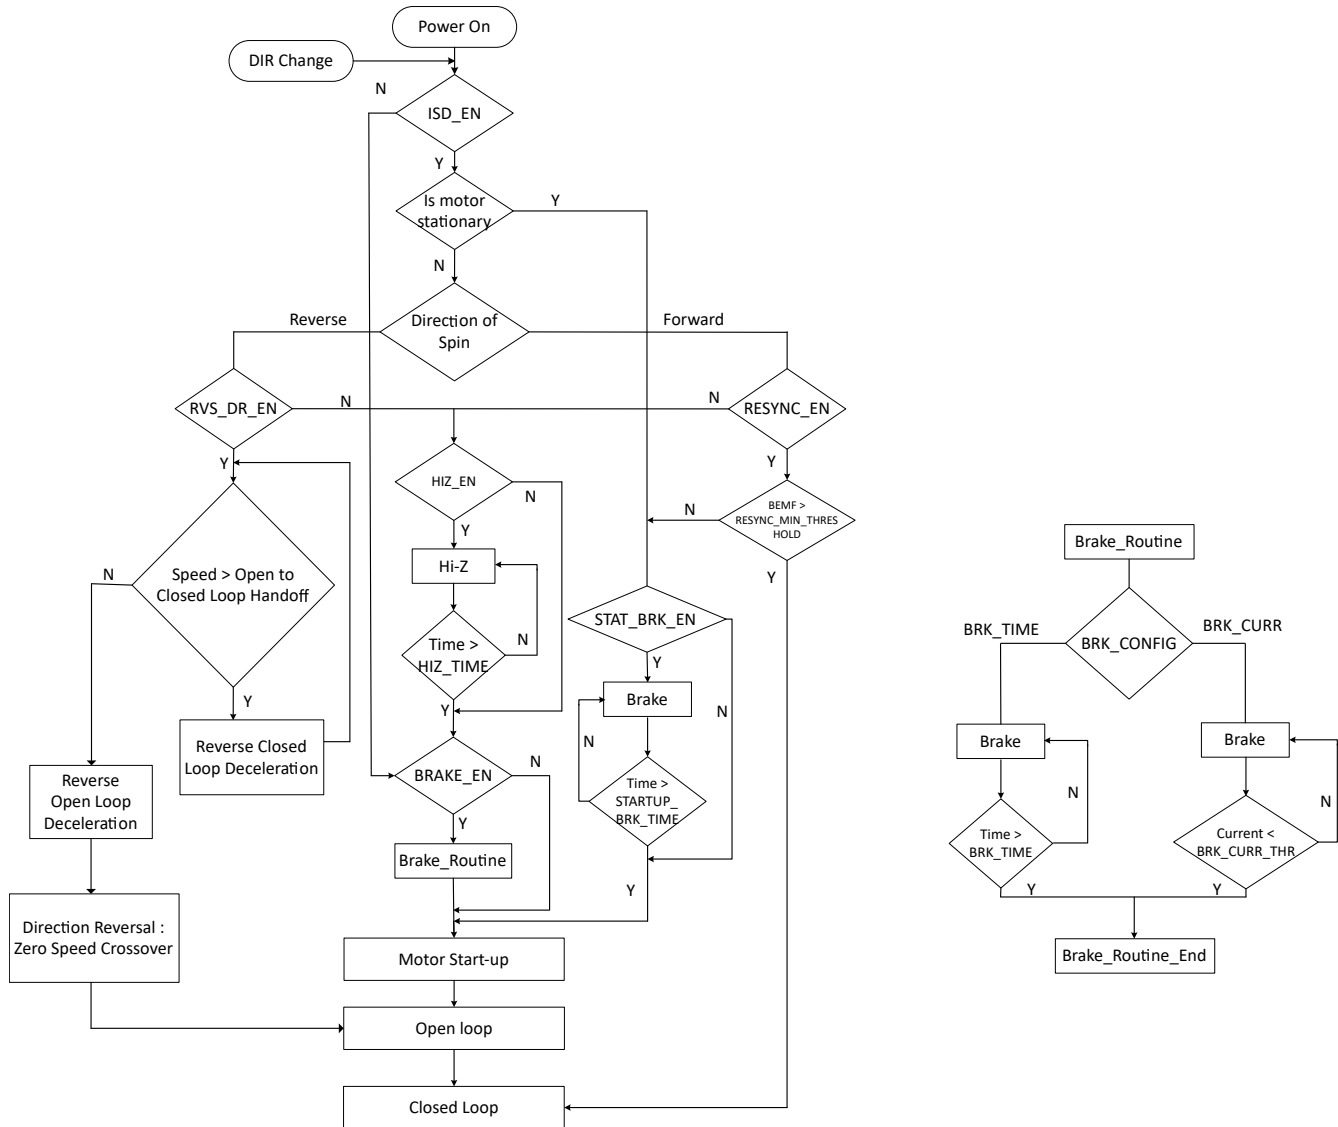 Power On
DIR Change
N
ISD_EN
Y
Is motor
stationary
Y
N
Reverse
Direction of
Spin
Forward
RVS_DR_EN
N
N
RESYNC_EN
Y
Y
HIZ_EN
N
Y
BEMF >
RESYNC_MIN_THRES
HOLD
N
Y
Hi-Z
N
Speed > Open to
Closed Loop Handoff
Y
Time >
HIZ_TIME
N
Y
STAT_BRK_EN
Y
N
Brake
N
Reverse Closed
Loop Deceleration
Reverse
Open Loop
Deceleration
BRAKE_EN
N
Y
Time >
STARTUP_
BRK_TIME
Y
Brake_Routine
Direction Reversal :
Zero Speed Crossover
Motor Start-up
Open loop
Closed Loop
Brake_Routine
BRK_TIME
BRK_CONFIG
BRK_CURR
Brake
N
Time >
BRK_TIME
Y
Brake
N
Current <
BRK_CURR_THR
Y
Brake_Routine_End